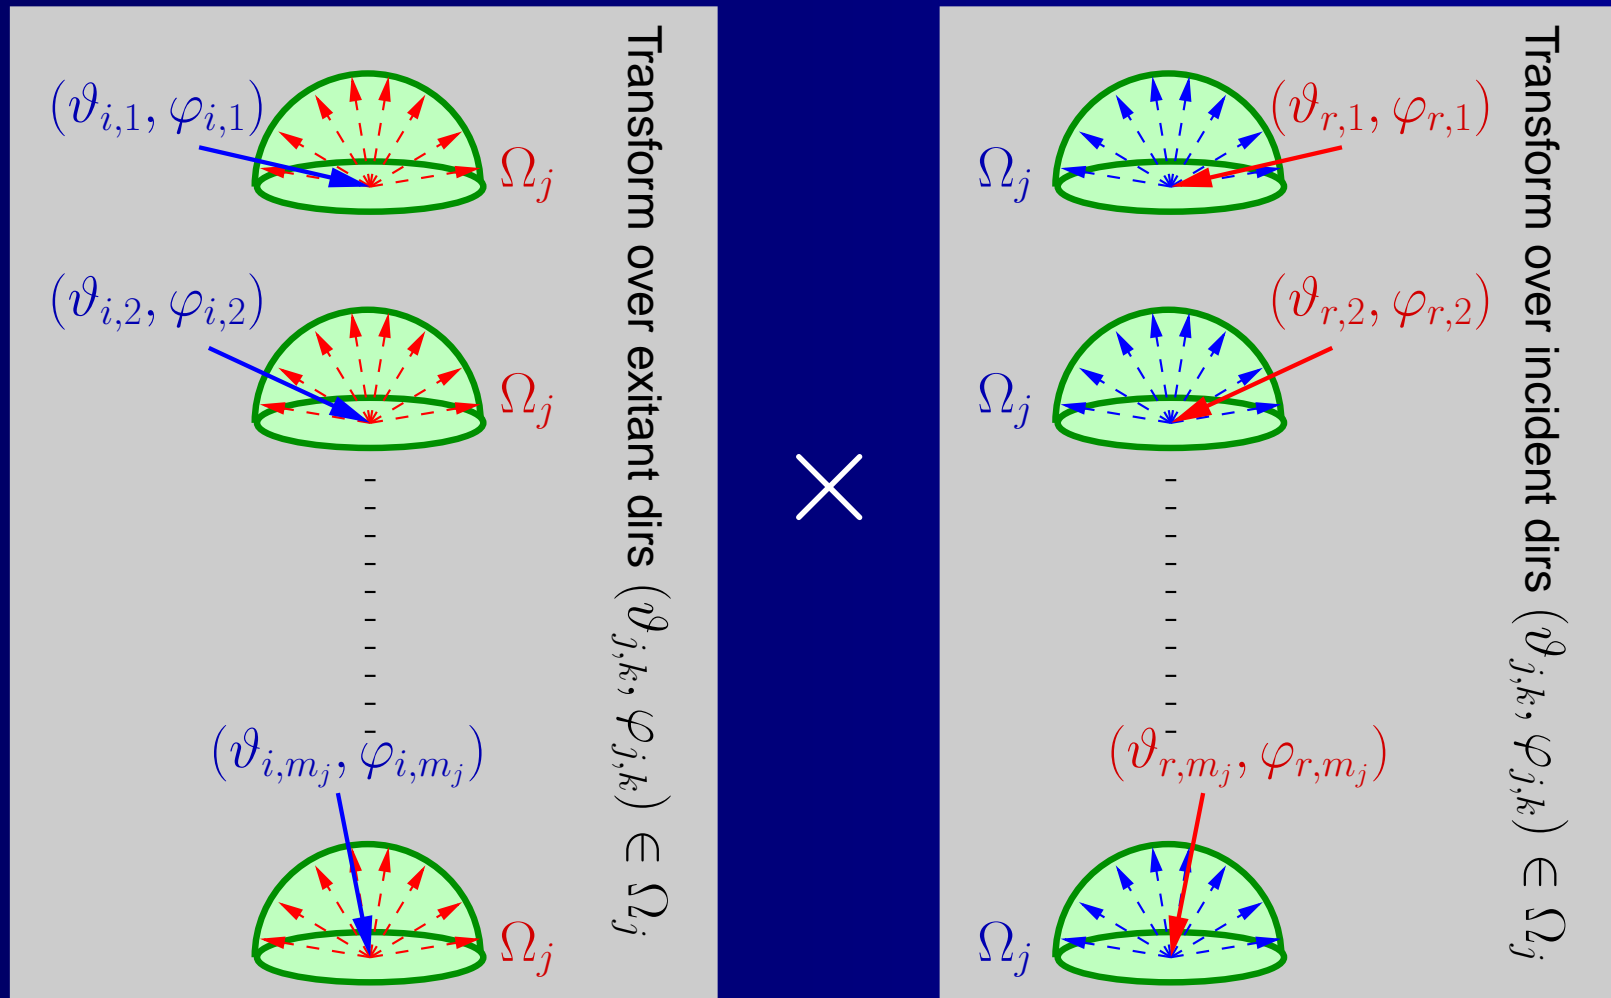 (ϑ_{i,1}, φ_{i,1})
Ω_j
(ϑ_{i,2}, φ_{i,2})
Ω_j
(ϑ_{i,m_j}, φ_{i,m_j})
Ω_j
Transform over exitant dirs (ϑ_{j,k}, φ_{j,k}) ∈ Ω_j
×
(ϑ_{r,1}, φ_{r,1})
Ω_j
(ϑ_{r,2}, φ_{r,2})
Ω_j
(ϑ_{r,m_j}, φ_{r,m_j})
Ω_j
Transform over incident dirs (ϑ_{j,k}, φ_{j,k}) ∈ Ω_j